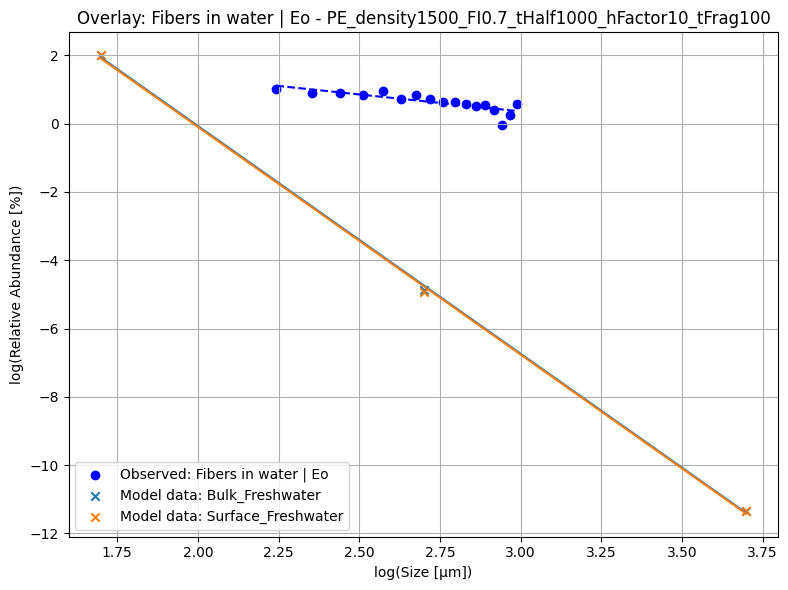 Overlay: Fibers in water | Eo - PE_density1500_FI0.7_tHalf1000_hFactor10_tFrag100
log(Relative Abundance [%])
2
0
−2
−4
−6
−8
−10
−12
Observed: Fibers in water | Eo
Model data: Bulk_Freshwater
Model data: Surface_Freshwater
1.75 2.00 2.25 2.50 2.75 3.00 3.25 3.50 3.75
log(Size [µm])